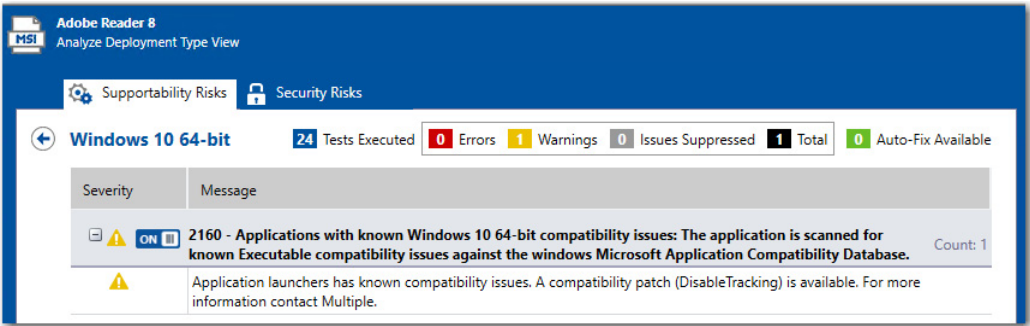 Adobe Reader 8
MSI
Analyze Deployment Type View
Supportability Risks
Security Risks
Windows 10 64-bit
24 Tests Executed
0 Errors
1 Warnings
0 Issues Suppressed
1 Total
0 Auto-Fix Available
Severity
Message
ON
2160 - Applications with known Windows 10 64-bit compatibility issues: The application is scanned for
known Executable compatibility issues against the windows Microsoft Application Compatibility Database.
Count: 1
Application launchers has known compatibility issues. A compatibility patch (DisableTracking) is available. For more
information contact Multiple.